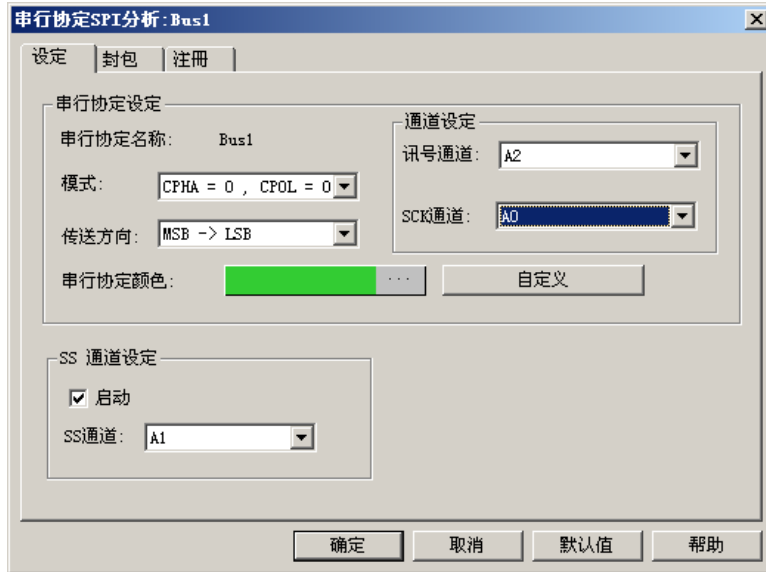 串行协定SPI分析:Bus1
设定 封包 注册
串行协定设定
串行协定名称: Bus1
模式: CPHA = 0 , CPOL = 0
传送方向: MSB -> LSB
串行协定颜色: ... 自定义
通道设定
讯号通道: A2
SCK通道: A0
SS 通道设定
启动
SS通道: A1
确定 取消 默认值 帮助